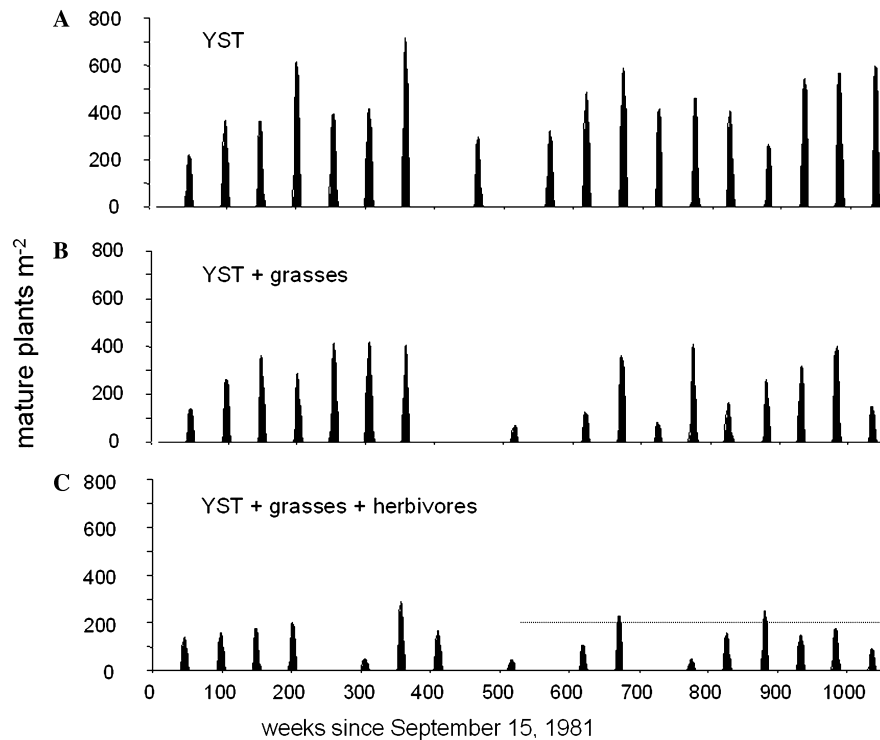 A
YST
800
600
400
200
0
mature plants m-2
B
YST + grasses
800
600
400
200
0
C
YST + grasses + herbivores
800
600
400
200
0
0 100 200 300 400 500 600 700 800 900 1000
weeks since September 15, 1981